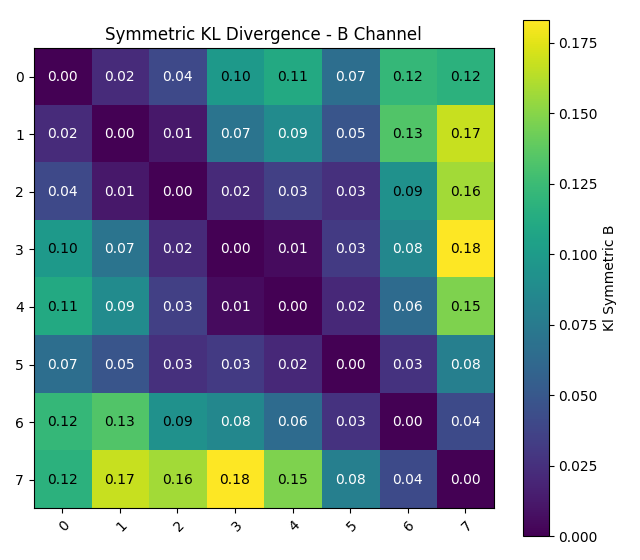 Symmetric KL Divergence - B Channel
0 0.00 0.02 0.04 0.10 0.11 0.07 0.12 0.12
1 0.02 0.00 0.01 0.07 0.09 0.05 0.13 0.17
2 0.04 0.01 0.00 0.02 0.03 0.03 0.09 0.16
3 0.10 0.07 0.02 0.00 0.01 0.03 0.08 0.18
4 0.11 0.09 0.03 0.01 0.00 0.02 0.06 0.15
5 0.07 0.05 0.03 0.03 0.02 0.00 0.03 0.08
6 0.12 0.13 0.09 0.08 0.06 0.03 0.00 0.04
7 0.12 0.17 0.16 0.18 0.15 0.08 0.04 0.00
0 1 2 3 4 5 6 7
0.175
0.150
0.125
0.100
0.075
0.050
0.025
0.000
Kl Symmetric B